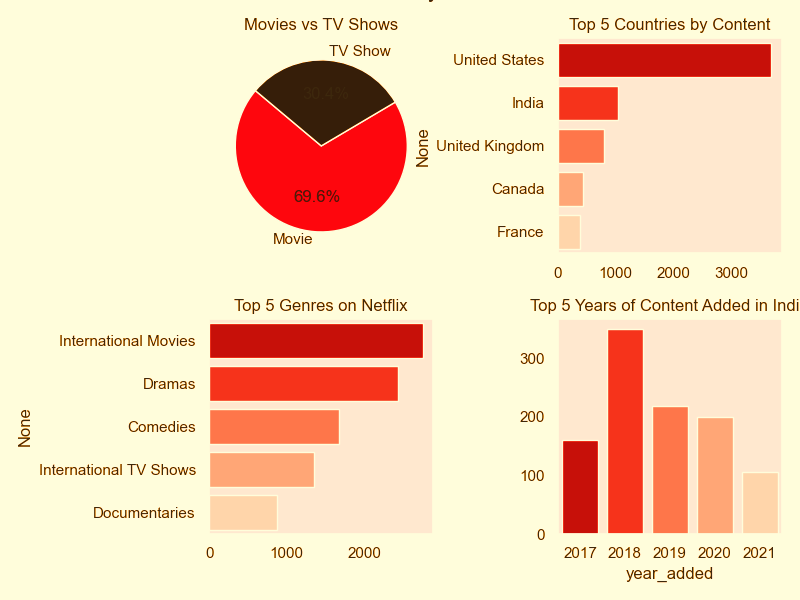 Movies vs TV Shows
TV Show
30.4%
69.6%
Movie
Top 5 Countries by Content
None
United States
India
United Kingdom
Canada
France
0 1000 2000 3000
Top 5 Genres on Netflix
None
International Movies
Dramas
Comedies
International TV Shows
Documentaries
0 1000 2000
Top 5 Years of Content Added in Indi
300
200
100
0
2017 2018 2019 2020 2021
year_added